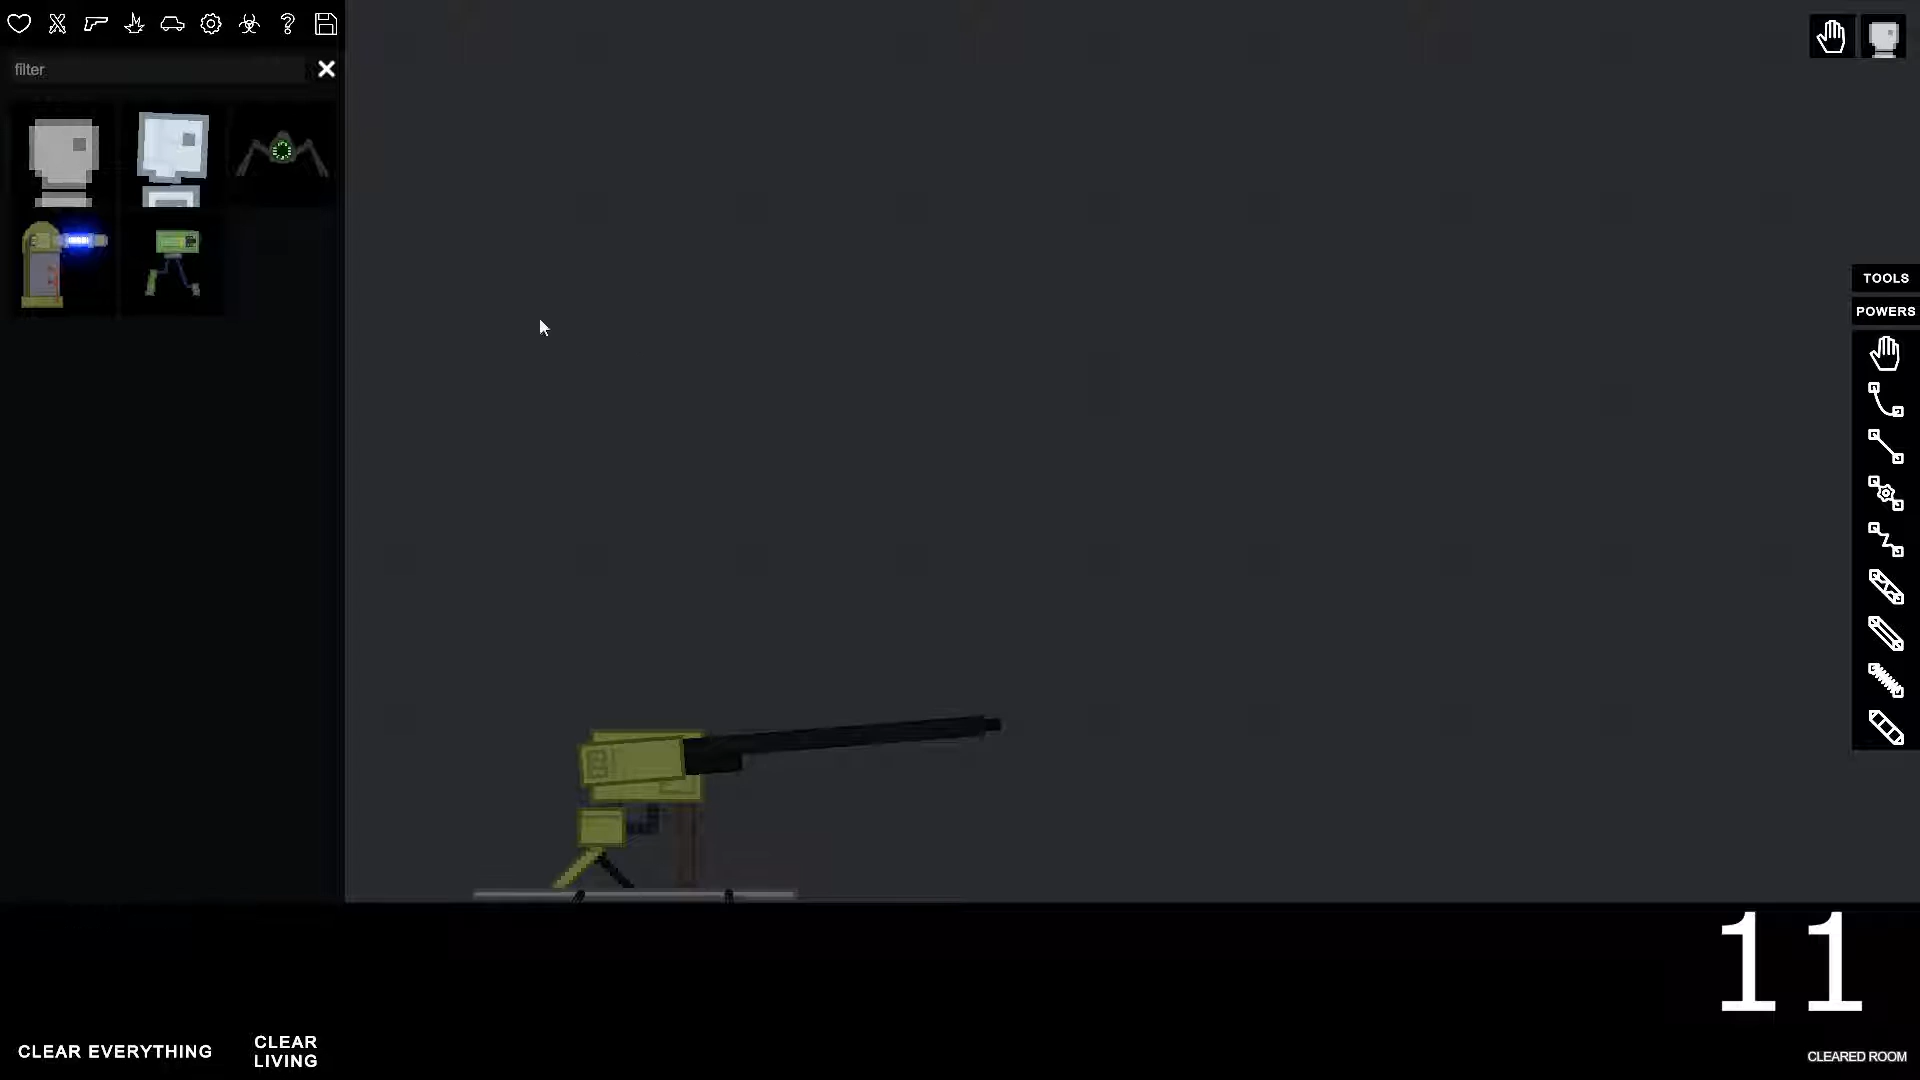 filter
TOOLS
POWERS
11
CLEAR EVERYTHING
CLEAR
LIVING
CLEARED ROOM